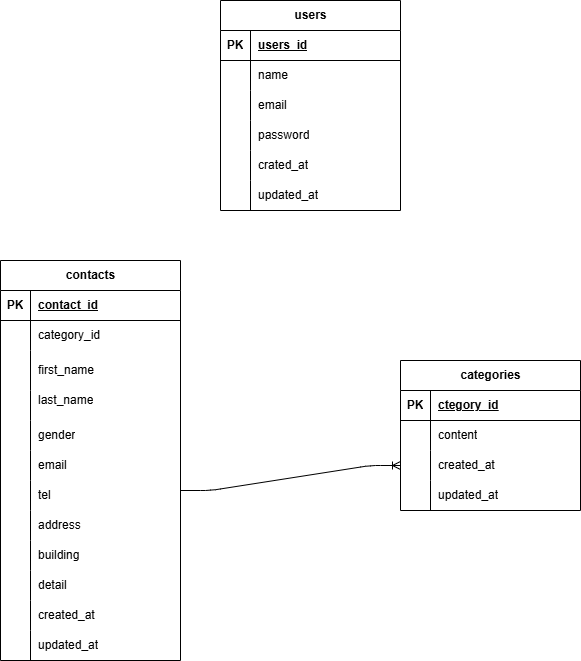 users
PK users_id
name
email
password
crated_at
updated_at
contacts
PK contact_id
category_id
first_name
last_name
gender
email
tel
address
building
detail
created_at
updated_at
categories
PK ctegory_id
content
created_at
updated_at